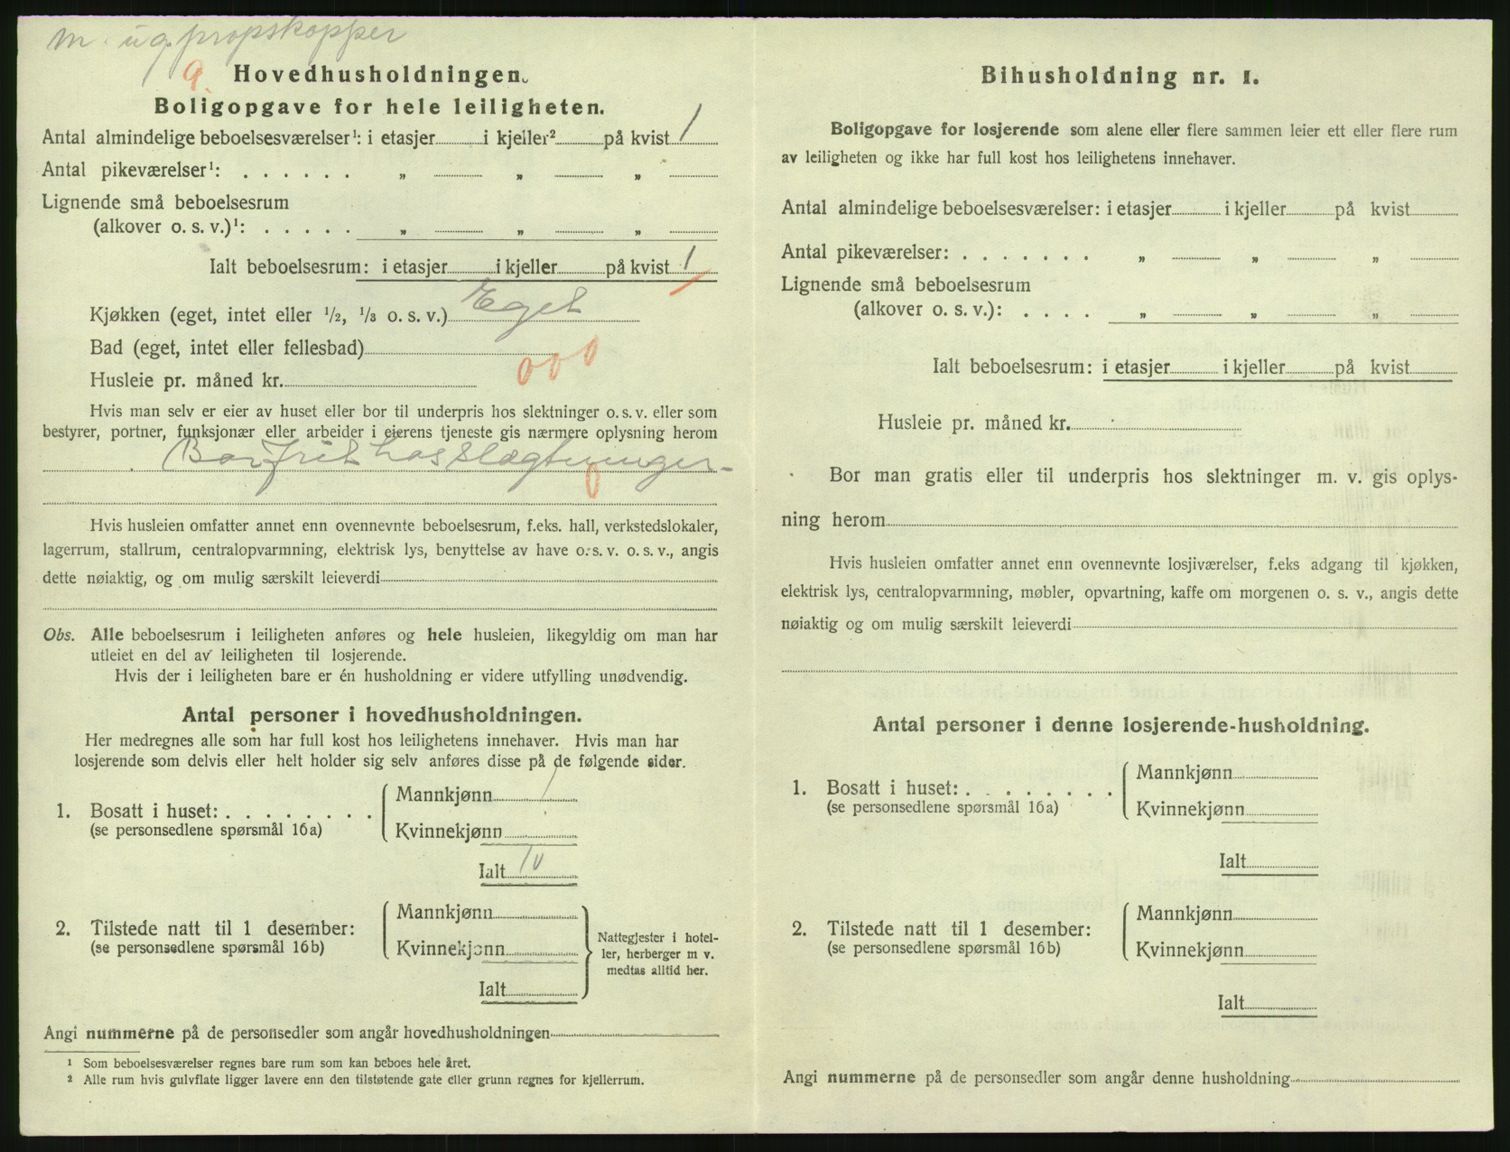 m. ug. propskopper
9.
Hovedhusholdningen.
Boligopgave for hele leiligheten.
Antal almindelige beboelsesværelser¹: i etasjer i kjeller² på kvist 1
Antal pikeværelser¹: . . . . . . „ „ „
Lignende små beboelsesrum
(alkover o. s. v.)¹: . . . . . „ „ „
Ialt beboelsesrum: i etasjer i kjeller på kvist 1
Kjøkken (eget, intet eller ¹/₂, ¹/₃ o. s. v.) Eget
Bad (eget, intet eller fellesbad)
Husleie pr. måned kr. 000
Hvis man selv er eier av huset eller bor til underpris hos slektninger o. s. v. eller som
bestyrer, portner, funksjonær eller arbeider i eierens tjeneste gis nærmere oplysning herom
Bor frit hos slægtninger
0
Hvis husleien omfatter annet enn ovennevnte beboelsesrum, f.eks. hall, verkstedslokaler,
lagerrum, stallrum, centralopvarmning, elektrisk lys, benyttelse av have o. s. v. o. s. v., angis
dette nøiaktig, og om mulig særskilt leieverdi
Obs. Alle beboelsesrum i leiligheten anføres og hele husleien, likegyldig om man har
utleiet en del av leiligheten til losjerende.
Hvis der i leiligheten bare er én husholdning er videre utfylling unødvendig.
Antal personer i hovedhusholdningen.
Her medregnes alle som har full kost hos leilighetens innehaver. Hvis man har
losjerende som delvis eller helt holder sig selv anføres disse på de følgende sider.
1. Bosatt i huset: . . . . . . . .
(se personsedlene spørsmål 16a)
Mannkjønn 1
Kvinnekjønn
Ialt
2. Tilstede natt til 1 desember:
(se personsedlene spørsmål 16b)
Mannkjønn
Kvinnekjønn
Ialt
Nattegjester i hotel-
ler, herberger m v.
medtas alltid her.
Angi nummerne på de personsedler som angår hovedhusholdningen
¹ Som beboelsesværelser regnes bare rum som kan beboes hele året.
² Alle rum hvis gulvflate ligger lavere enn den tilstøtende gate eller grunn regnes for kjellerrum.
Bihusholdning nr. 1.
Boligopgave for losjerende som alene eller flere sammen leier ett eller flere rum
av leiligheten og ikke har full kost hos leilighetens innehaver.
Antal almindelige beboelsesværelser: i etasjer i kjeller på kvist
Antal pikeværelser: . . . . . . . „ „ „
Lignende små beboelsesrum
(alkover o. s. v.): . . . . „ „ „
Ialt beboelsesrum: i etasjer i kjeller på kvist
Husleie pr. måned kr.
Bor man gratis eller til underpris hos slektninger m. v. gis oplys-
ning herom
Hvis husleien omfatter annet enn ovennevnte losjiværelser, f.eks adgang til kjøkken,
elektrisk lys, centralopvarmning, møbler, opvartning, kaffe om morgenen o. s. v., angis dette
nøiaktig og om mulig særskilt leieverdi
Antal personer i denne losjerende-husholdning.
1. Bosatt i huset: . . . . . . . .
(se personsedlene spørsmål 16a)
Mannkjønn
Kvinnekjønn
Ialt
2. Tilstede natt til 1 desember:
(se personsedlene spørsmål 16b)
Mannkjønn
Kvinnekjønn
Ialt
Angi nummerne på de personsedler som angår denne husholdning